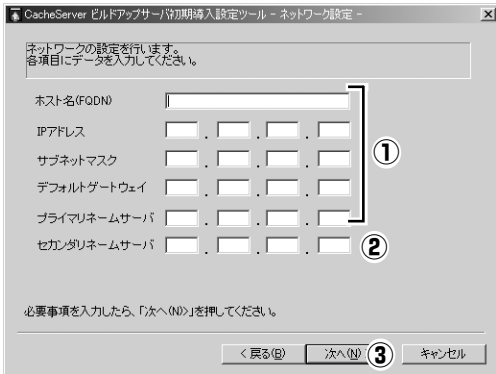 CacheServer ビルドアップサーバ初期導入設定ツール - ネットワーク設定 -
ネットワークの設定を行います。
各項目にデータを入力してください。
ホスト名(FQDN)
IPアドレス
. . .
サブネットマスク
. . .
①
デフォルトゲートウェイ
. . .
プライマリネームサーバ
. . .
セカンダリネームサーバ
. . .
②
必要事項を入力したら、「次へ(N)」を押してください。
< 戻る(B)
次へ(N)
③
キャンセル